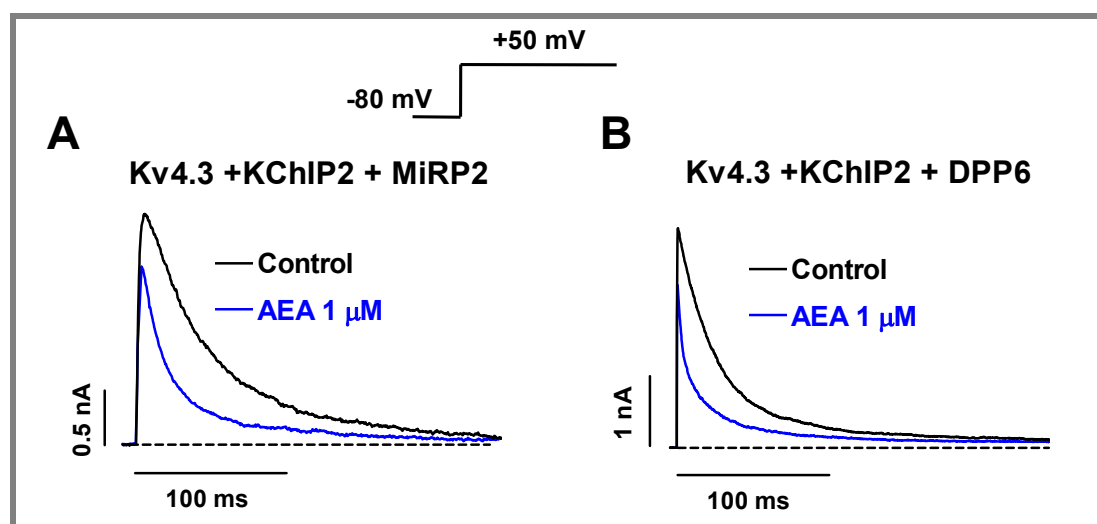 +50 mV
-80 mV
A
B
Kv4.3 +KChIP2 + MiRP2
Kv4.3 +KChIP2 + DPP6
Control
AEA 1 μM
Control
AEA 1 μM
0.5 nA
1 nA
100 ms
100 ms